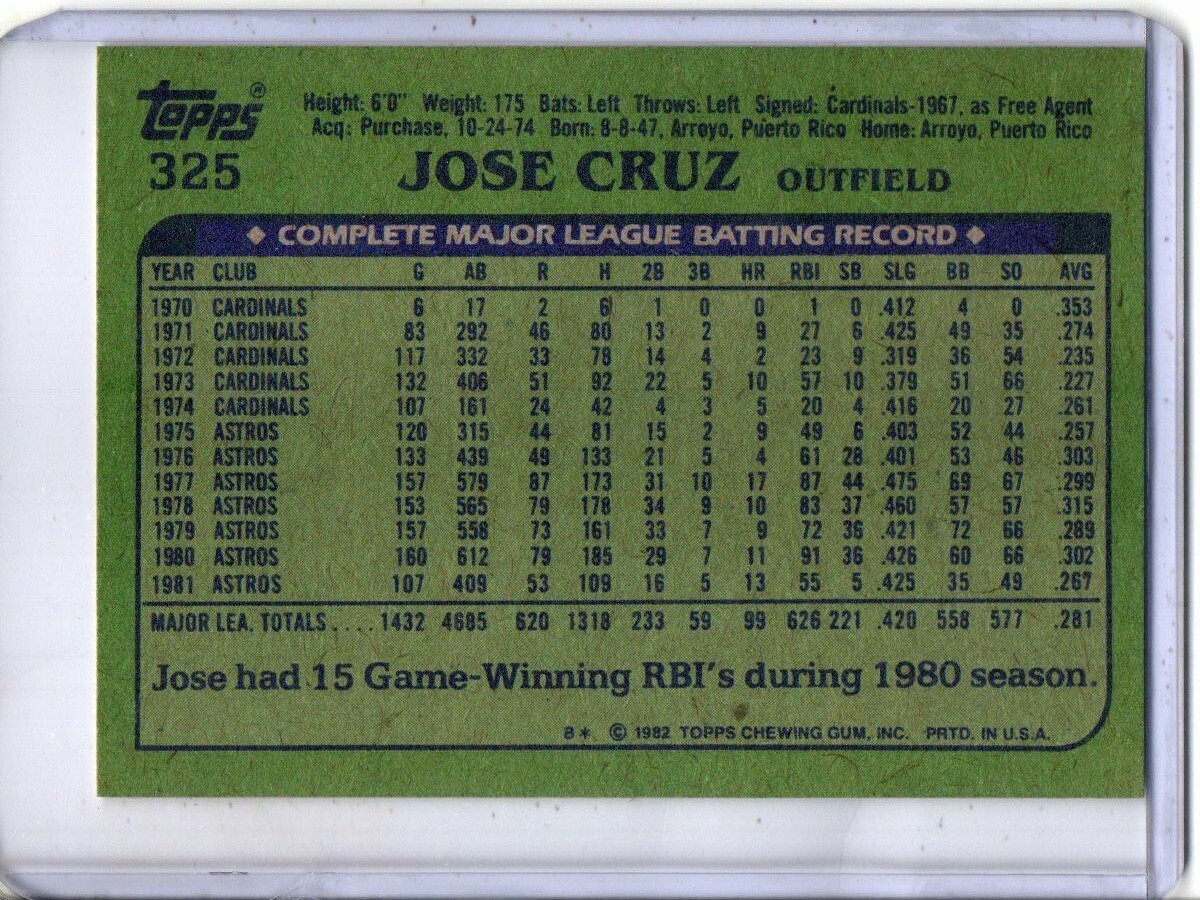 Topps®
Height: 6'0" Weight: 175 Bats: Left Throws: Left Signed: Cardinals-1967, as Free Agent
Acq: Purchase, 10-24-74 Born: 8-8-47, Arroyo, Puerto Rico Home: Arroyo, Puerto Rico
325 JOSE CRUZ OUTFIELD
◆ COMPLETE MAJOR LEAGUE BATTING RECORD ◆
YEAR CLUB G AB R H 2B 3B HR RBI SB SLG BB SO AVG
1970 CARDINALS 6 17 2 6 1 0 0 1 0 .412 4 0 .353
1971 CARDINALS 83 292 46 80 13 2 9 27 6 .425 49 35 .274
1972 CARDINALS 117 332 33 78 14 4 2 23 9 .319 36 54 .235
1973 CARDINALS 132 406 51 92 22 5 10 57 10 .379 51 66 .227
1974 CARDINALS 107 161 24 42 4 3 5 20 4 .416 20 27 .261
1975 ASTROS 120 315 44 81 15 2 9 49 6 .403 52 44 .257
1976 ASTROS 133 439 49 133 21 5 4 61 28 .401 53 46 .303
1977 ASTROS 157 579 87 173 31 10 17 87 44 .475 69 67 .299
1978 ASTROS 153 565 79 178 34 9 10 83 37 .460 57 57 .315
1979 ASTROS 157 558 73 161 33 7 9 72 36 .421 72 66 .289
1980 ASTROS 160 612 79 185 29 7 11 91 36 .426 60 66 .302
1981 ASTROS 107 409 53 109 16 5 13 55 5 .425 35 49 .267
MAJOR LEA. TOTALS .... 1432 4685 620 1318 233 59 99 626 221 .420 558 577 .281
Jose had 15 Game-Winning RBI's during 1980 season.
B* © 1982 TOPPS CHEWING GUM, INC. PRTD. IN U.S.A.